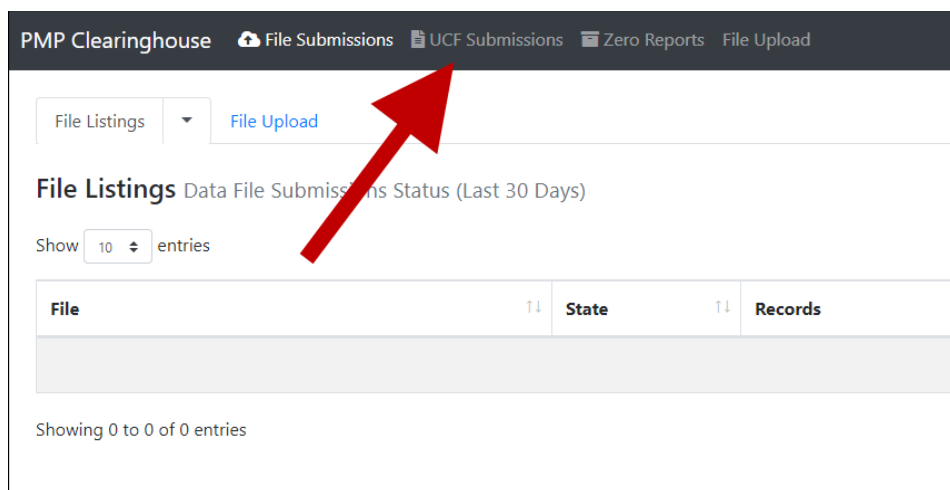 PMP Clearinghouse File Submissions UCF Submissions Zero Reports File Upload
File Listings File Upload
File Listings Data File Submissions Status (Last 30 Days)
Show 10 entries
File State Records
Showing 0 to 0 of 0 entries